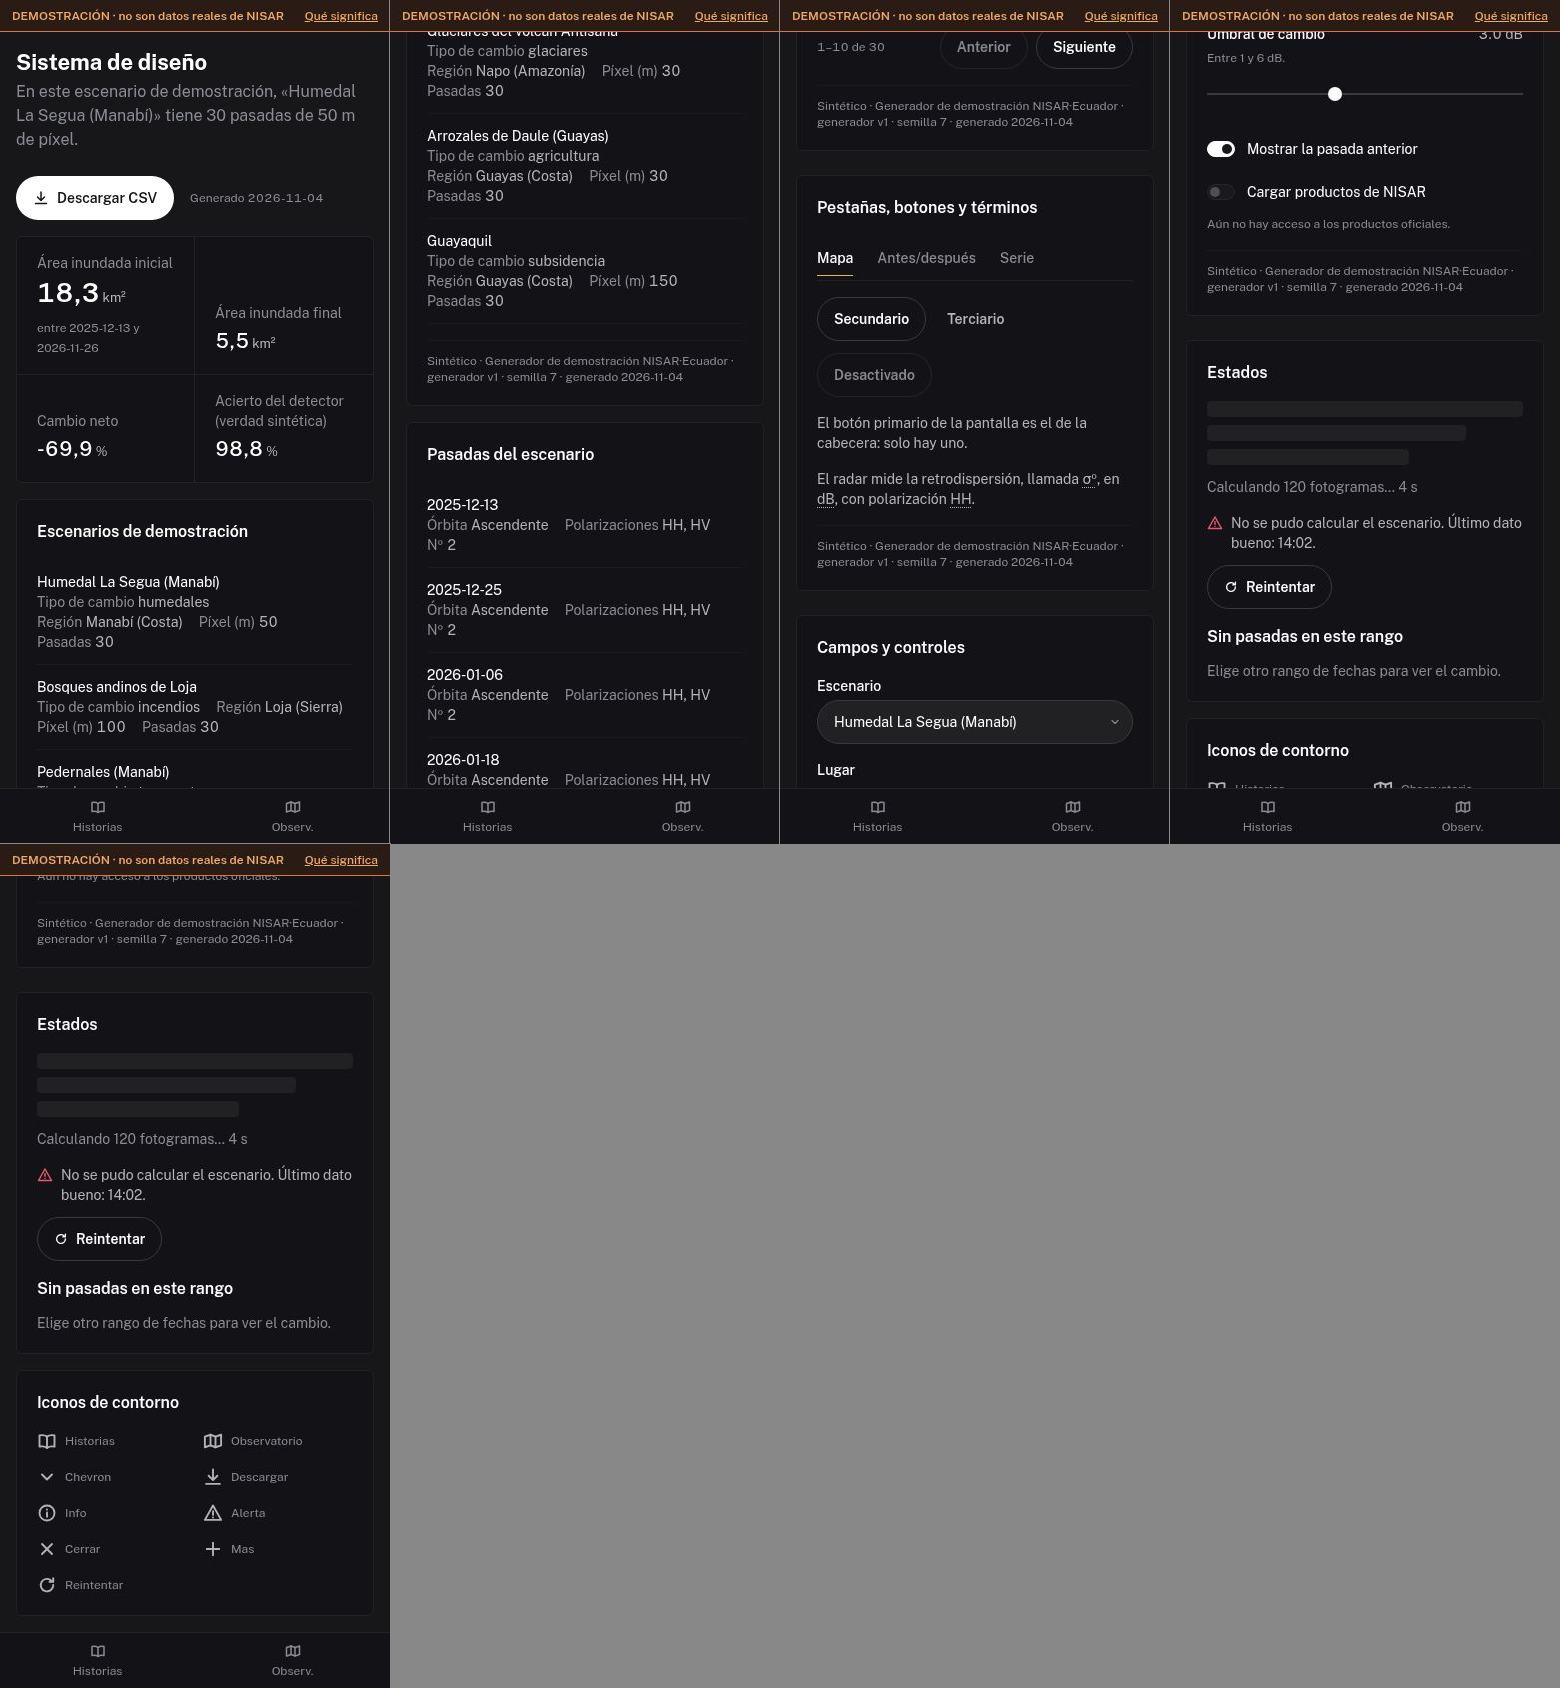 DEMOSTRACIÓN · no son datos reales de NISAR Qué significa
Sistema de diseño
En este escenario de demostración, «Humedal
La Segua (Manabí)» tiene 30 pasadas de 50 m
de píxel.
Descargar CSV
Generado 2026-11-04
Área inundada inicial
18,3 km²
entre 2025-12-13 y
2026-11-26
Área inundada final
5,5 km²
Cambio neto
-69,9 %
Acierto del detector
(verdad sintética)
98,8 %
Escenarios de demostración
Humedal La Segua (Manabí)
Tipo de cambio humedales
Región Manabí (Costa) Píxel (m) 50
Pasadas 30
Bosques andinos de Loja
Tipo de cambio incendios Región Loja (Sierra)
Píxel (m) 100 Pasadas 30
Pedernales (Manabí)
Historias
Observ.
DEMOSTRACIÓN · no son datos reales de NISAR Qué significa
Glaciares del volcán Antisana
Tipo de cambio glaciares
Región Napo (Amazonía) Píxel (m) 30
Pasadas 30
Arrozales de Daule (Guayas)
Tipo de cambio agricultura
Región Guayas (Costa) Píxel (m) 30
Pasadas 30
Guayaquil
Tipo de cambio subsidencia
Región Guayas (Costa) Píxel (m) 150
Pasadas 30
Sintético · Generador de demostración NISAR·Ecuador ·
generador v1 · semilla 7 · generado 2026-11-04
Pasadas del escenario
2025-12-13
Órbita Ascendente Polarizaciones HH, HV
Nº 2
2025-12-25
Órbita Ascendente Polarizaciones HH, HV
Nº 2
2026-01-06
Órbita Ascendente Polarizaciones HH, HV
Nº 2
2026-01-18
Órbita Ascendente Polarizaciones HH, HV
Historias
Observ.
DEMOSTRACIÓN · no son datos reales de NISAR Qué significa
1–10 de 30
Anterior
Siguiente
Sintético · Generador de demostración NISAR·Ecuador ·
generador v1 · semilla 7 · generado 2026-11-04
Pestañas, botones y términos
Mapa Antes/después Serie
Secundario
Terciario
Desactivado
El botón primario de la pantalla es el de la
cabecera: solo hay uno.
El radar mide la retrodispersión, llamada σº, en
dB, con polarización HH.
Sintético · Generador de demostración NISAR·Ecuador ·
generador v1 · semilla 7 · generado 2026-11-04
Campos y controles
Escenario
Humedal La Segua (Manabí)
Lugar
Historias
Observ.
DEMOSTRACIÓN · no son datos reales de NISAR Qué significa
Umbral de cambio 3.0 dB
Entre 1 y 6 dB.
Mostrar la pasada anterior
Cargar productos de NISAR
Aún no hay acceso a los productos oficiales.
Sintético · Generador de demostración NISAR·Ecuador ·
generador v1 · semilla 7 · generado 2026-11-04
Estados
Calculando 120 fotogramas... 4 s
No se pudo calcular el escenario. Último dato
bueno: 14:02.
Reintentar
Sin pasadas en este rango
Elige otro rango de fechas para ver el cambio.
Iconos de contorno
Historias Observatorio
Historias
Observ.
DEMOSTRACIÓN · no son datos reales de NISAR Qué significa
Aún no hay acceso a los productos oficiales.
Sintético · Generador de demostración NISAR·Ecuador ·
generador v1 · semilla 7 · generado 2026-11-04
Estados
Calculando 120 fotogramas... 4 s
No se pudo calcular el escenario. Último dato
bueno: 14:02.
Reintentar
Sin pasadas en este rango
Elige otro rango de fechas para ver el cambio.
Iconos de contorno
Historias Observatorio
Chevron Descargar
Info Alerta
Cerrar Mas
Reintentar
Historias
Observ.